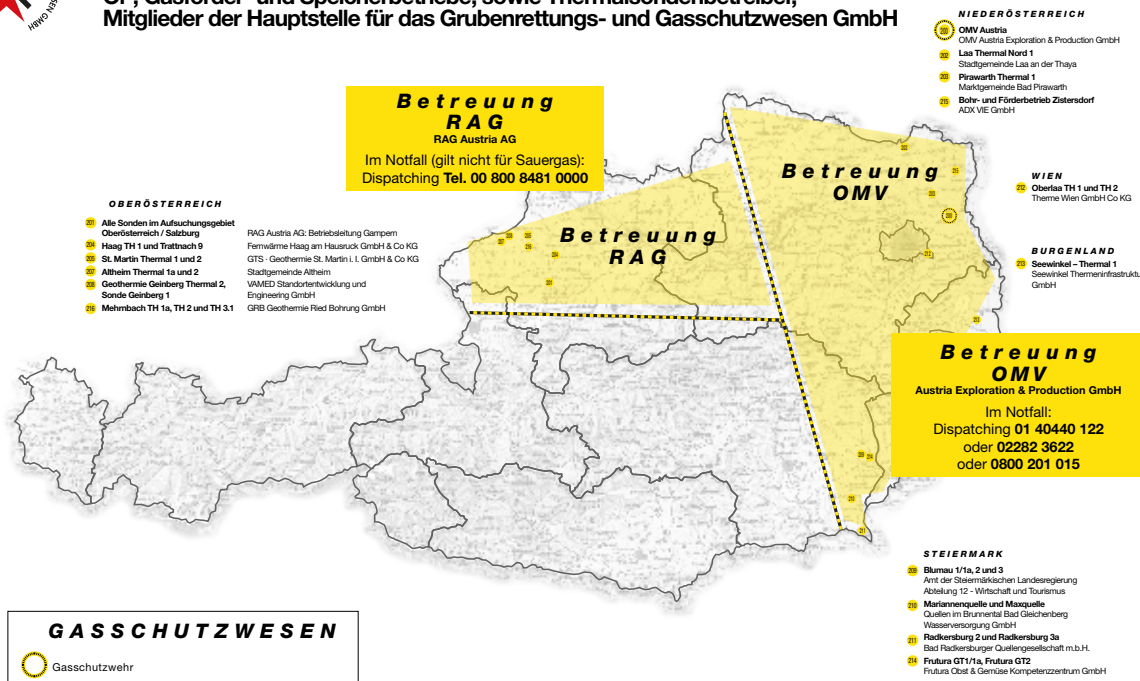 SEN GMBH
Mitglieder der Hauptstelle für das Grubenrettungs- und Gasschutzwesen GmbH
NIEDERÖSTERREICH
200 OMV Austria
OMV Austria Exploration & Production GmbH
202 Laa Thermal Nord 1
Stadtgemeinde Laa an der Thaya
203 Pirawarth Thermal 1
Marktgemeinde Bad Pirawarth
215 Bohr- und Förderbetrieb Zistersdorf
ADX VIE GmbH
Betreuung
RAG
RAG Austria AG
Im Notfall (gilt nicht für Sauergas):
Dispatching Tel. 00 800 8481 0000
Betreuung
OMV
WIEN
212 Oberlaa TH 1 und TH 2
Therme Wien GmbH Co KG
OBERÖSTERREICH
201 Alle Sonden im Aufsuchungsgebiet
Oberösterreich / Salzburg RAG Austria AG: Betriebsleitung Gampern
204 Haag TH 1 und Trattnach 9 Fernwärme Haag am Hausruck GmbH & Co KG
205 St. Martin Thermal 1 und 2 GTS - Geothermie St. Martin i. I. GmbH & Co KG
207 Altheim Thermal 1a und 2 Stadtgemeinde Altheim
208 Geothermie Geinberg Thermal 2, VAMED Standortentwicklung und
Sonde Geinberg 1 Engineering GmbH
216 Mehrnbach TH 1a, TH 2 und TH 3.1 GRB Geothermie Ried Bohrung GmbH
Betreuung
RAG
BURGENLAND
213 Seewinkel – Thermal 1
Seewinkel Thermeninfrastruktu
GmbH
Betreuung
OMV
Austria Exploration & Production GmbH
Im Notfall:
Dispatching 01 40440 122
oder 02282 3622
oder 0800 201 015
STEIERMARK
209 Blumau 1/1a, 2 und 3
Amt der Steiermärkischen Landesregierung
Abteilung 12 - Wirtschaft und Tourismus
210 Mariannenquelle und Maxquelle
Quellen im Brunnental Bad Gleichenberg
Wasserversorgung GmbH
211 Radkersburg 2 und Radkersburg 3a
Bad Radkersburger Quellengesellschaft m.b.H.
214 Frutura GT1/1a, Frutura GT2
Frutura Obst & Gemüse Kompetenzzentrum GmbH
GASSCHUTZWESEN
Gasschutzwehr